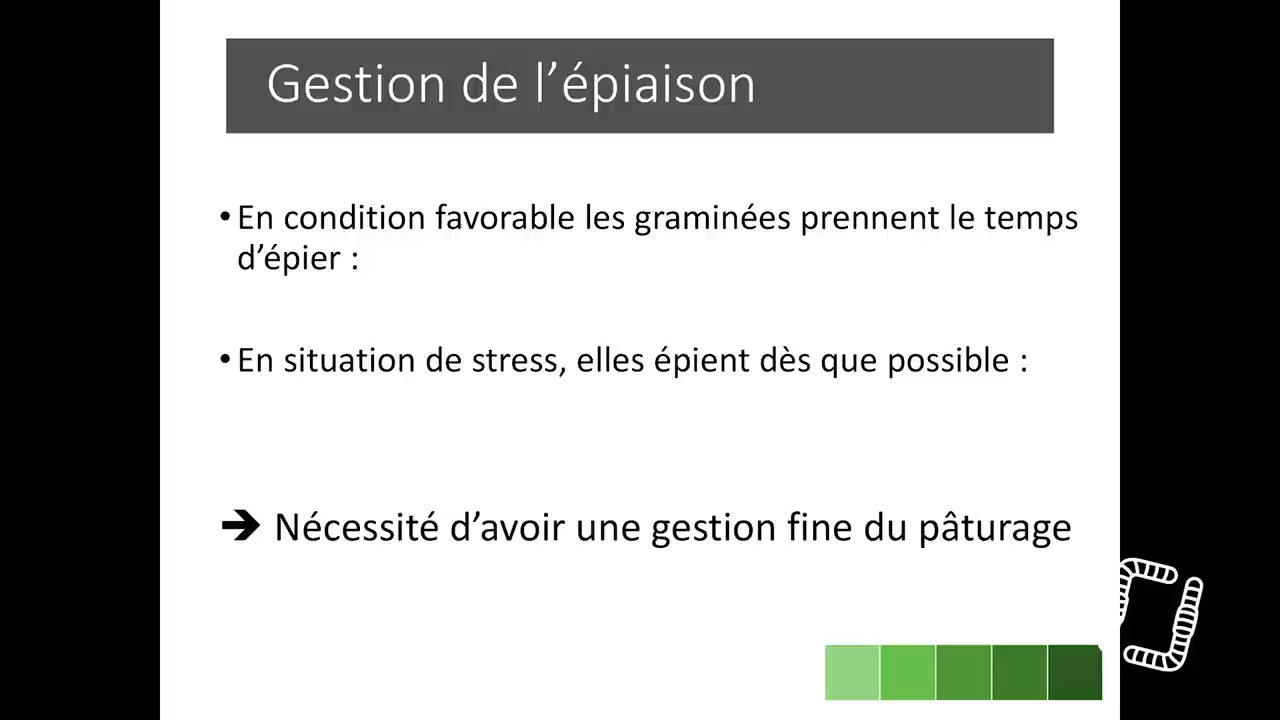 Gestion de l’épiaison
•En condition favorable les graminées prennent le temps
d’épier :
•En situation de stress, elles épient dès que possible :
➔ Nécessité d’avoir une gestion fine du pâturage